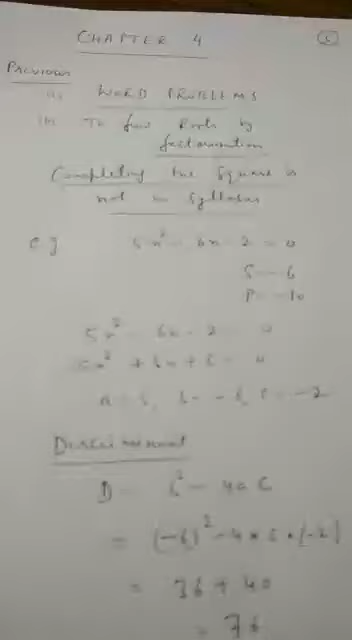 CHAPTER 4
Previous
(i) WORD PROBLEMS
(ii) To find Roots by
factorisation
Completing the Square is
not in Syllabus
e.g 5x² - 6x - 2 = 0
S = -6
P = -10
5x² - 6x - 2 = 0
ax² + bx + c = 0
a = 5, b = -6, c = -2
Discriminant
D = b² - 4ac
= (-6)² - 4 × 5 × (-2)
= 36 + 40
= 76